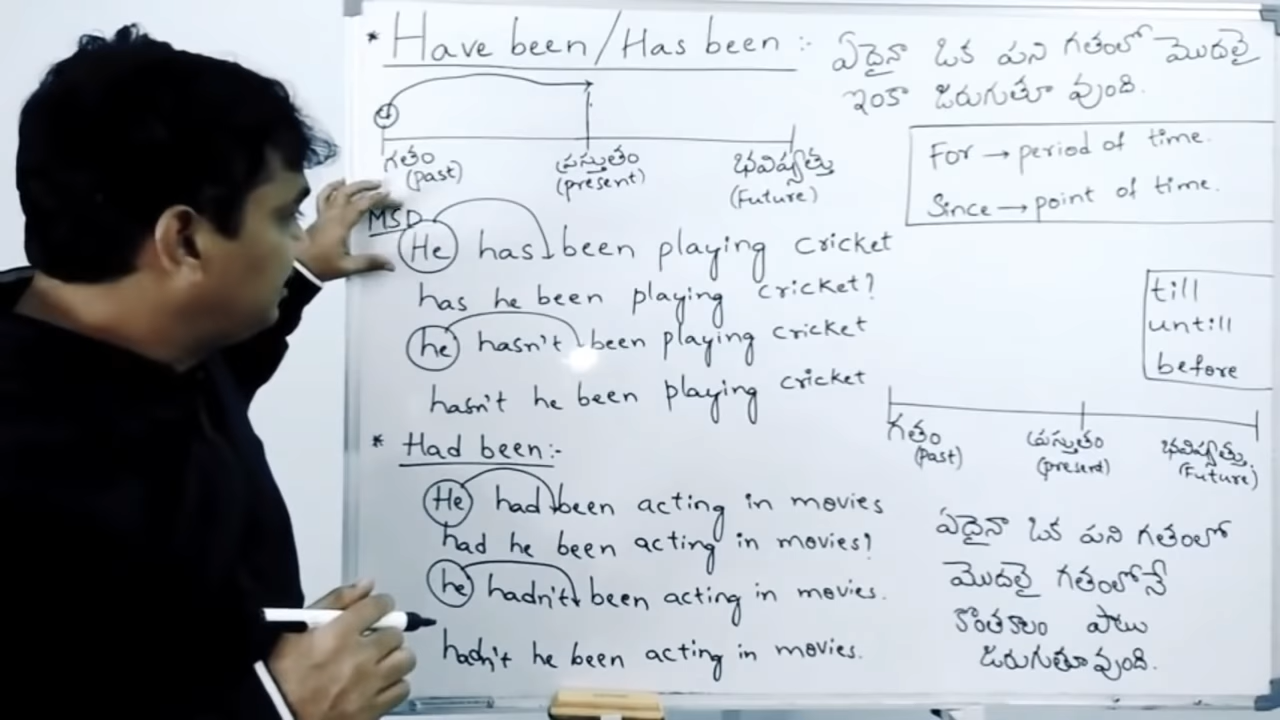 * Have been / Has been :-
ఏదైనా ఒక పని గతంలో మొదలై
ఇంకా జరుగుతూ వుంది.
గతం
(past)
ప్రస్తుతం
(present)
భవిష్యత్తు
(Future)
For → period of time.
Since → point of time.
MSD
He has been playing cricket
has he been playing cricket?
he hasn't been playing cricket
hasn't he been playing cricket
till
until
before
గతం
(past)
ప్రస్తుతం
(present)
భవిష్యత్తు
(Future)
* Had been:-
He had been acting in movies
had he been acting in movies?
he hadn't been acting in movies.
hadn't he been acting in movies.
ఏదైనా ఒక పని గతంలో
మొదలై గతంలోనే
కొంతకాలం పాటు
జరుగుతూ వుంది.